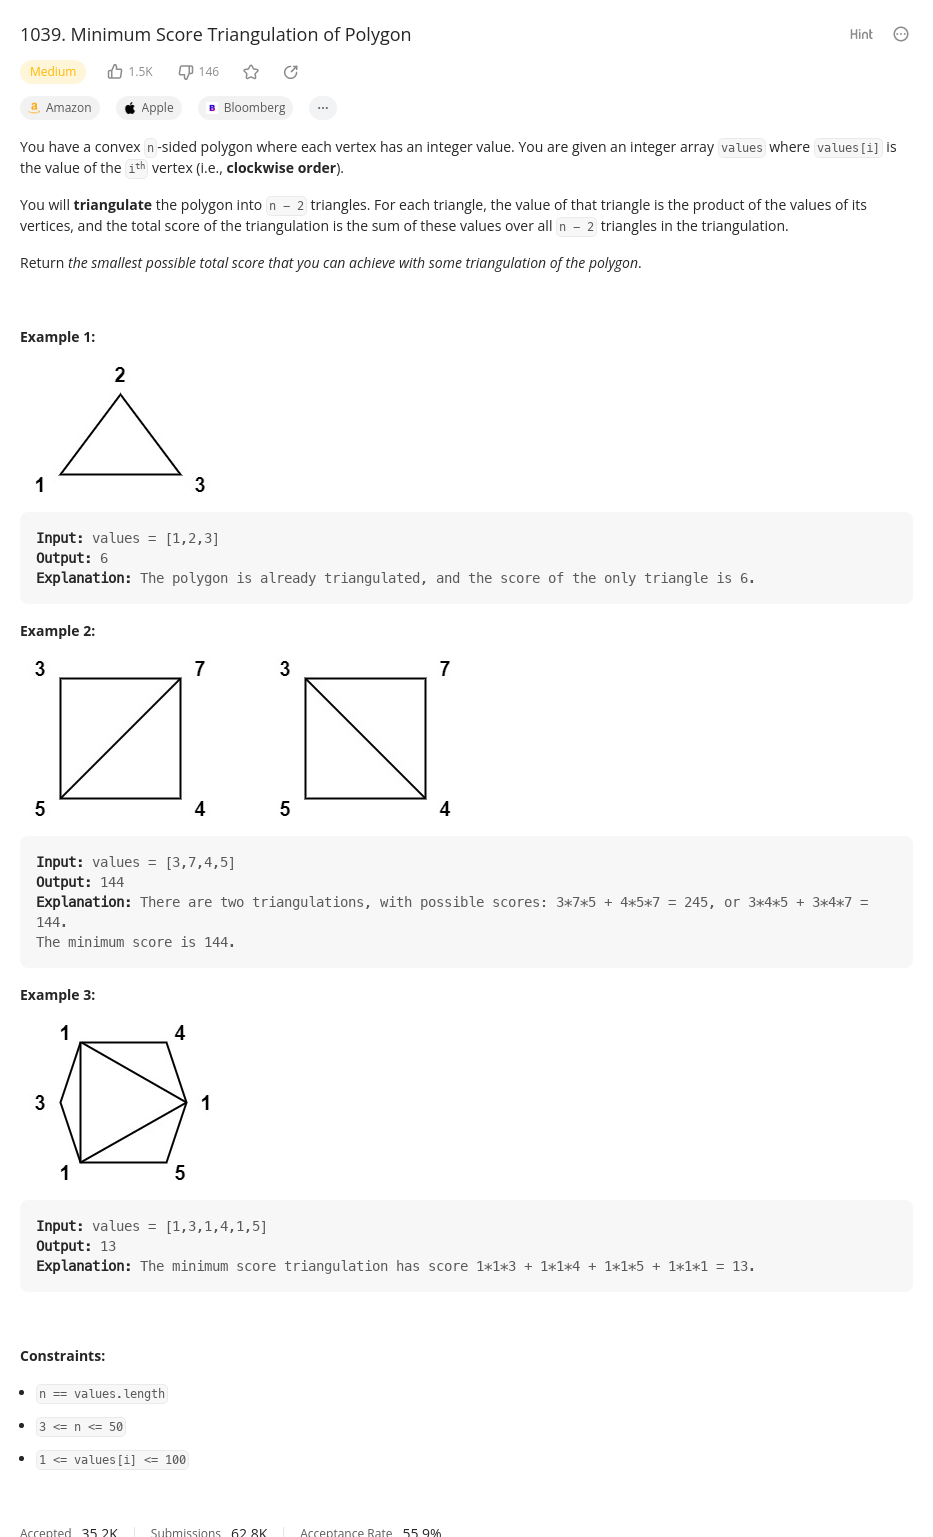 1039. Minimum Score Triangulation of Polygon
Hint
Medium
1.5K
146
Amazon
Apple
Bloomberg
...
You have a convex n-sided polygon where each vertex has an integer value. You are given an integer array values where values[i] is
the value of the ith vertex (i.e., clockwise order).
You will triangulate the polygon into n - 2 triangles. For each triangle, the value of that triangle is the product of the values of its
vertices, and the total score of the triangulation is the sum of these values over all n - 2 triangles in the triangulation.
Return the smallest possible total score that you can achieve with some triangulation of the polygon.
Example 1:
2
1 3
Input: values = [1,2,3]
Output: 6
Explanation: The polygon is already triangulated, and the score of the only triangle is 6.
Example 2:
3 7 3 7
5 4 5 4
Input: values = [3,7,4,5]
Output: 144
Explanation: There are two triangulations, with possible scores: 3*7*5 + 4*5*7 = 245, or 3*4*5 + 3*4*7 =
144.
The minimum score is 144.
Example 3:
1 4
3 1
1 5
Input: values = [1,3,1,4,1,5]
Output: 13
Explanation: The minimum score triangulation has score 1*1*3 + 1*1*4 + 1*1*5 + 1*1*1 = 13.
Constraints:
n == values.length
3 <= n <= 50
1 <= values[i] <= 100
Accepted 35.2K Submissions 62.8K Acceptance Rate 55.9%